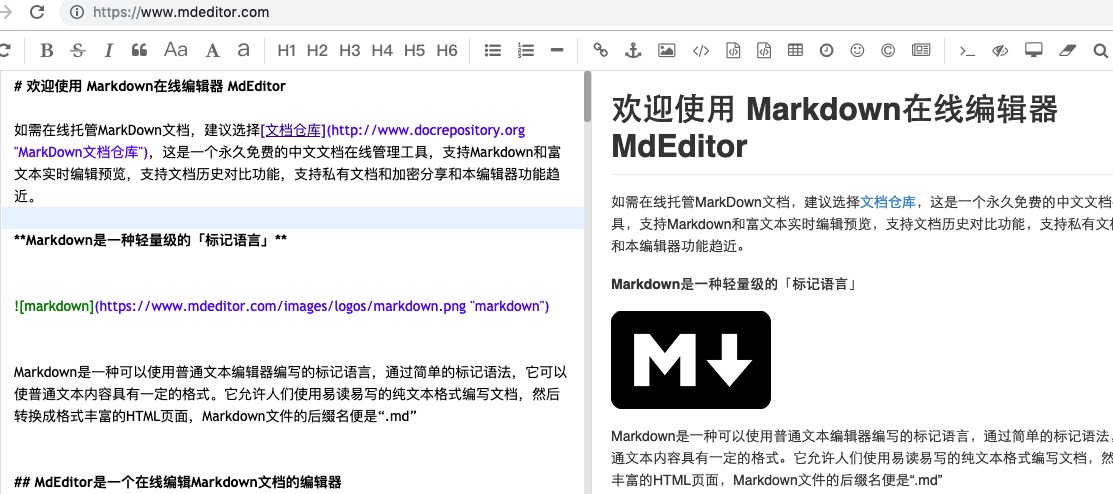 https://www.mdeditor.com
B S I Aa A a H1 H2 H3 H4 H5 H6
# 欢迎使用 Markdown在线编辑器 MdEditor
如需在线托管MarkDown文档，建议选择[文档仓库](http://www.docrepository.org
"MarkDown文档仓库")，这是一个永久免费的中文文档在线管理工具，支持Markdown和富
文本实时编辑预览，支持文档历史对比功能，支持私有文档和加密分享和本编辑器功能趋
近。
**Markdown是一种轻量级的「标记语言」**
![markdown](https://www.mdeditor.com/images/logos/markdown.png "markdown")
Markdown是一种可以使用普通文本编辑器编写的标记语言，通过简单的标记语法，它可以
使普通文本内容具有一定的格式。它允许人们使用易读易写的纯文本格式编写文档，然后
转换成格式丰富的HTML页面，Markdown文件的后缀名便是“.md”
## MdEditor是一个在线编辑Markdown文档的编辑器
欢迎使用 Markdown在线编辑器
MdEditor
如需在线托管MarkDown文档，建议选择文档仓库，这是一个永久免费的中文文档
具，支持Markdown和富文本实时编辑预览，支持文档历史对比功能，支持私有文
和本编辑器功能趋近。
Markdown是一种轻量级的「标记语言」
M
Markdown是一种可以使用普通文本编辑器编写的标记语言，通过简单的标记语法，
通文本内容具有一定的格式。它允许人们使用易读易写的纯文本格式编写文档，然
丰富的HTML页面，Markdown文件的后缀名便是“.md”